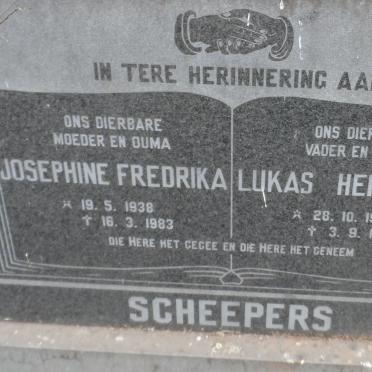 IN TERE HERINNERING AAN
ONS DIERBARE
MOEDER EN OUMA
JOSEPHINE FREDRIKA
☆ 19. 5. 1938
✝ 16. 3. 1983
ONS DIER
VADER EN
LUKAS HE
☆ 28. 10. 19
✝ 3. 9.
DIE HERE HET GEGEE EN DIE HERE HET GENEEM
SCHEEPERS